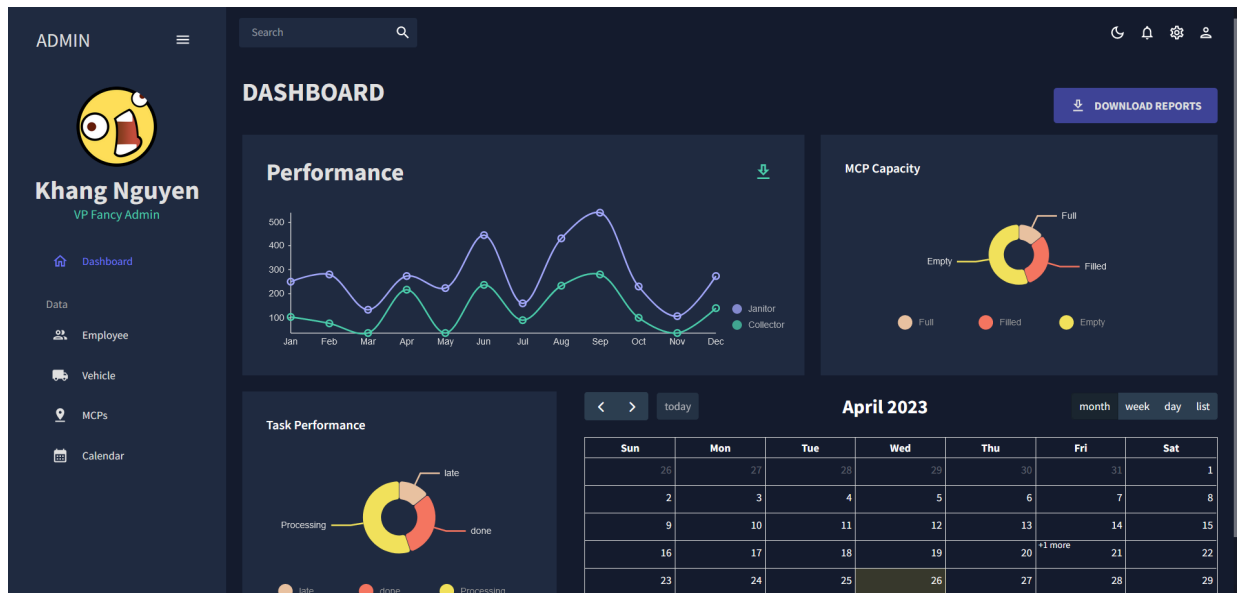 ADMIN
Search
Khang Nguyen
VP Fancy Admin
Dashboard
Data
Employee
Vehicle
MCPs
Calendar
DASHBOARD
DOWNLOAD REPORTS
Performance
500
400
300
200
100
Jan Feb Mar Apr May Jun Jul Aug Sep Oct Nov Dec
Janitor
Collector
MCP Capacity
Full
Empty
Filled
Full Filled Empty
Task Performance
late
Processing
done
late done Processing
today
April 2023
month week day list
Sun Mon Tue Wed Thu Fri Sat
26 27 28 29 30 31 1
2 3 4 5 6 7 8
9 10 11 12 13 14 15
+1 more
16 17 18 19 20 21 22
23 24 25 26 27 28 29